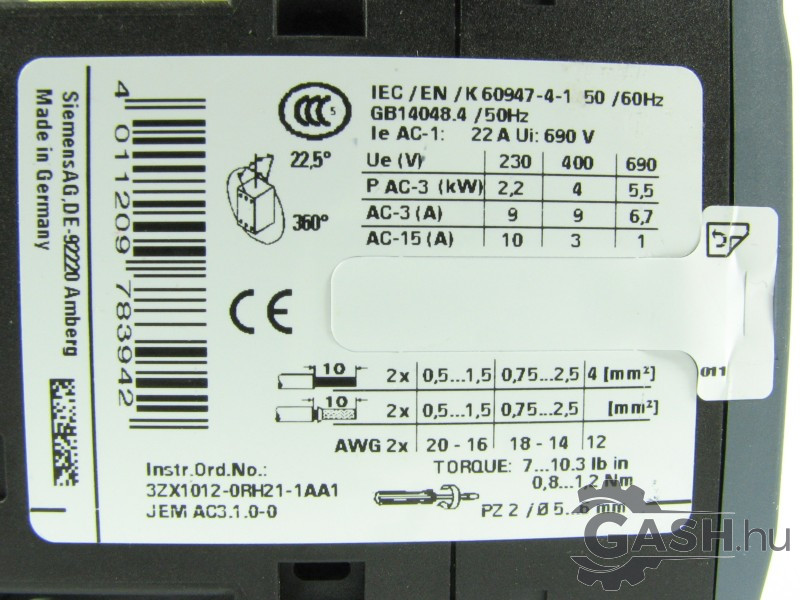 SiemensAG,DE-92220 Amberg
Made in Germany
4 011209 783942
CCC 5
IEC / EN / K 60947-4-1 50 /60Hz
GB14048.4 /50Hz
Ie AC-1: 22 A Ui: 690 V
22,5°
360°
Ue (V) 230 400 690
P AC-3 (kW) 2,2 4 5,5
AC-3 (A) 9 9 6,7
AC-15 (A) 10 3 1
CE
011
10 2x 0,5...1,5 0,75...2,5 4 [mm²]
10 2x 0,5...1,5 0,75...2,5 [mm²]
AWG 2x 20 - 16 18 - 14 12
TORQUE: 7...10.3 lb in
0,8...1,2 Nm
PZ 2 / Ø 5...6 mm
Instr.Ord.No.:
3ZX1012-0RH21-1AA1
JEM AC3.1.0-0
GASH.hu